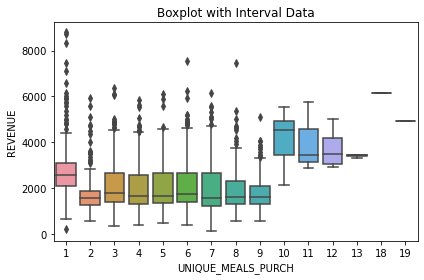 Boxplot with Interval Data
REVENUE
8000
6000
4000
2000
0
1 2 3 4 5 6 7 8 9 10 11 12 13 18 19
UNIQUE_MEALS_PURCH